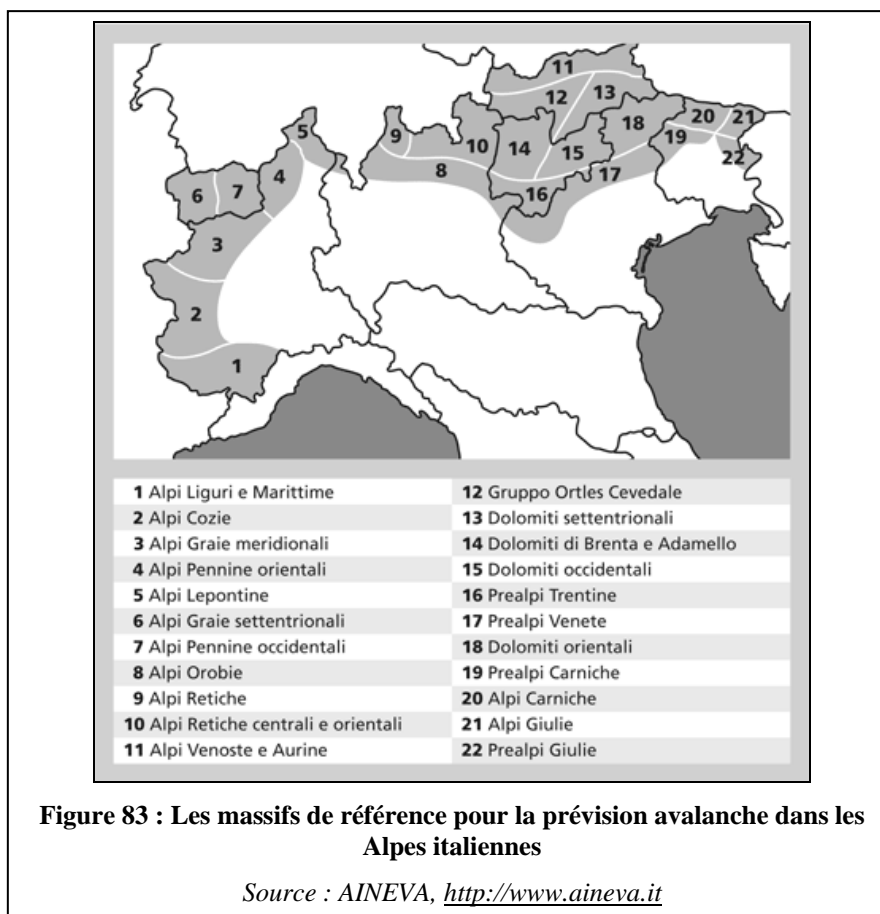 11
12
13
5
9
10
14
18
20
21
15
19
22
6
7
4
8
17
16
3
2
1
1 Alpi Liguri e Marittime
2 Alpi Cozie
3 Alpi Graie meridionali
4 Alpi Pennine orientali
5 Alpi Lepontine
6 Alpi Graie settentrionali
7 Alpi Pennine occidentali
8 Alpi Orobie
9 Alpi Retiche
10 Alpi Retiche centrali e orientali
11 Alpi Venoste e Aurine
12 Gruppo Ortles Cevedale
13 Dolomiti settentrionali
14 Dolomiti di Brenta e Adamello
15 Dolomiti occidentali
16 Prealpi Trentine
17 Prealpi Venete
18 Dolomiti orientali
19 Prealpi Carniche
20 Alpi Carniche
21 Alpi Giulie
22 Prealpi Giulie
Figure 83 : Les massifs de référence pour la prévision avalanche dans les
Alpes italiennes
Source : AINEVA, http://www.aineva.it